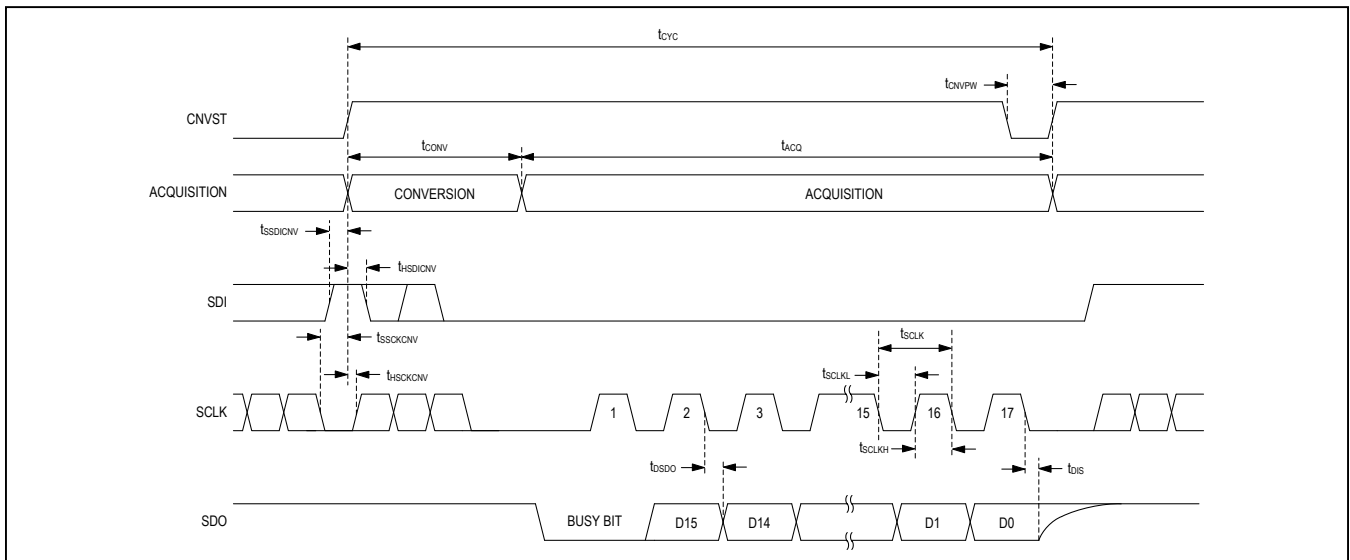 tCYC
tCNVPW
CNVST
tCONV
tACQ
ACQUISITION
CONVERSION
ACQUISITION
tSSDICNV
tHSDICNV
SDI
tSSCKCNV
tSCLK
tHSCKCNV
tSCLKL
SCLK
1
2
3
15
16
17
tSCLKH
tDSDO
tDIS
SDO
BUSY BIT
D15
D14
D1
D0